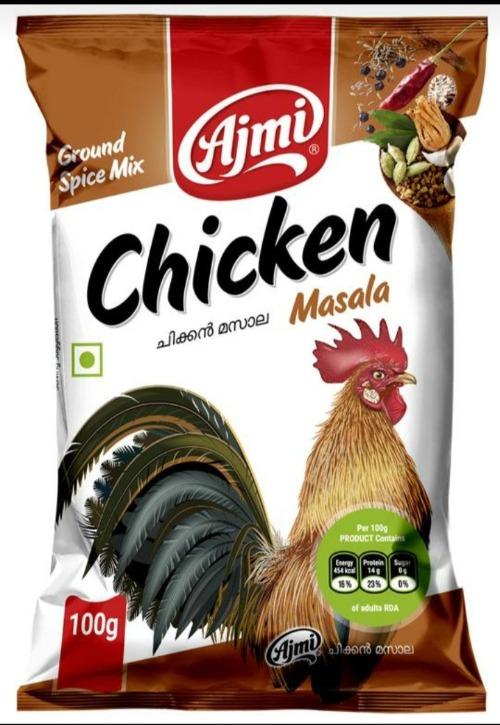 Ajmi®
Ground
Spice Mix
Chicken
Masala
ചിക്കൻ മസാല
Per 100g
PRODUCT Contains
Energy
454 kcal
16%
Protein
14 g
23%
Sugar
0 g
0%
of adults RDA
100g
Ajmi ചിക്കൻ മസാല